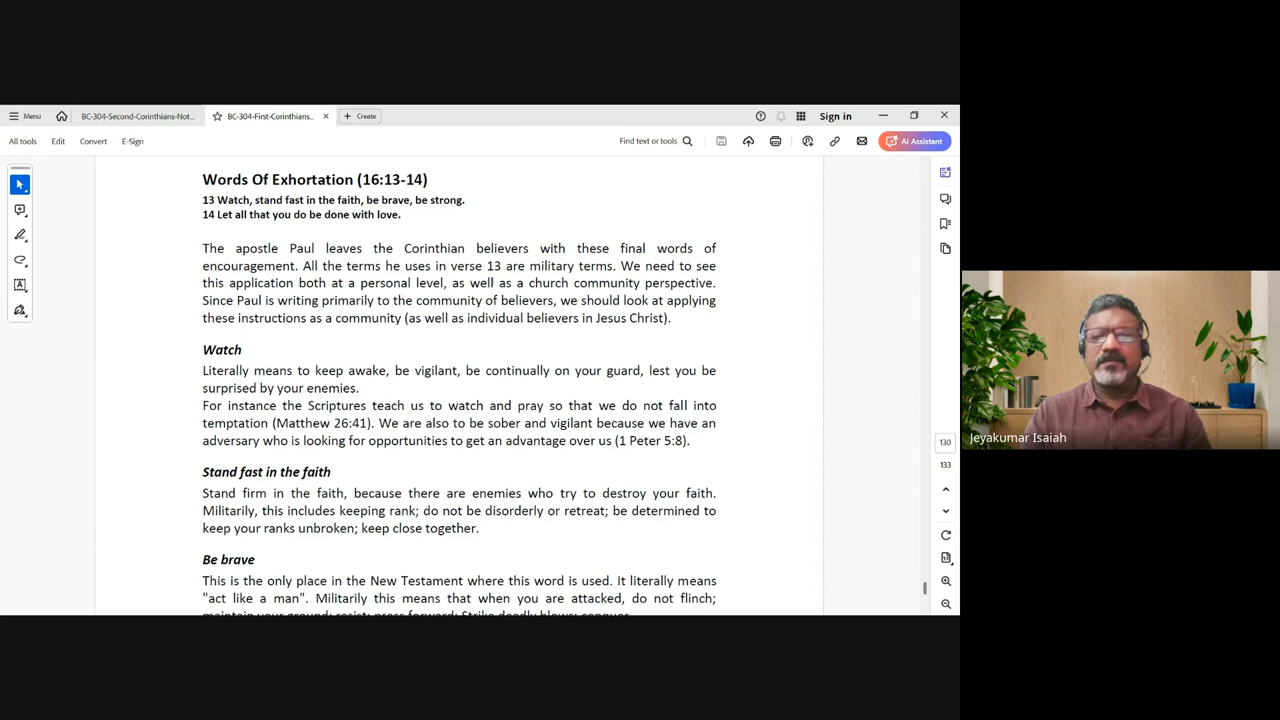 Menu
BC-304-Second-Corinthians-Not...
BC-304-First-Corinthians...
Create
Sign in
All tools
Edit
Convert
E-Sign
Find text or tools
AI Assistant
Words Of Exhortation (16:13-14)
13 Watch, stand fast in the faith, be brave, be strong.
14 Let all that you do be done with love.
The apostle Paul leaves the Corinthian believers with these final words of
encouragement. All the terms he uses in verse 13 are military terms. We need to see
this application both at a personal level, as well as a church community perspective.
Since Paul is writing primarily to the community of believers, we should look at applying
these instructions as a community (as well as individual believers in Jesus Christ).
Watch
Literally means to keep awake, be vigilant, be continually on your guard, lest you be
surprised by your enemies.
For instance the Scriptures teach us to watch and pray so that we do not fall into
temptation (Matthew 26:41). We are also to be sober and vigilant because we have an
adversary who is looking for opportunities to get an advantage over us (1 Peter 5:8).
Stand fast in the faith
Stand firm in the faith, because there are enemies who try to destroy your faith.
Militarily, this includes keeping rank; do not be disorderly or retreat; be determined to
keep your ranks unbroken; keep close together.
Be brave
This is the only place in the New Testament where this word is used. It literally means
"act like a man". Militarily this means that when you are attacked, do not flinch;
maintain your ground; resist; press forward; Strike deadly blows; conquer.
130
133
Jeyakumar Isaiah